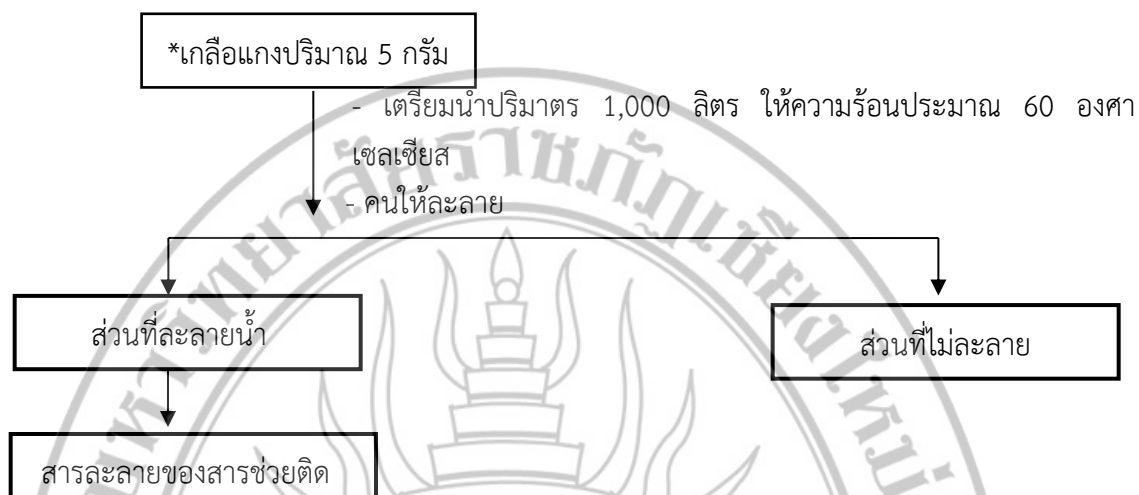 *เกลือแกงปริมาณ 5 กรัม
- เตรียมน้ำปริมาตร 1,000 ลิตร ให้ความร้อนประมาณ 60 องศา
เซลเซียส
- คนให้ละลาย
ส่วนที่ละลายน้ำ
ส่วนที่ไม่ละลาย
สารละลายของสารช่วยติด